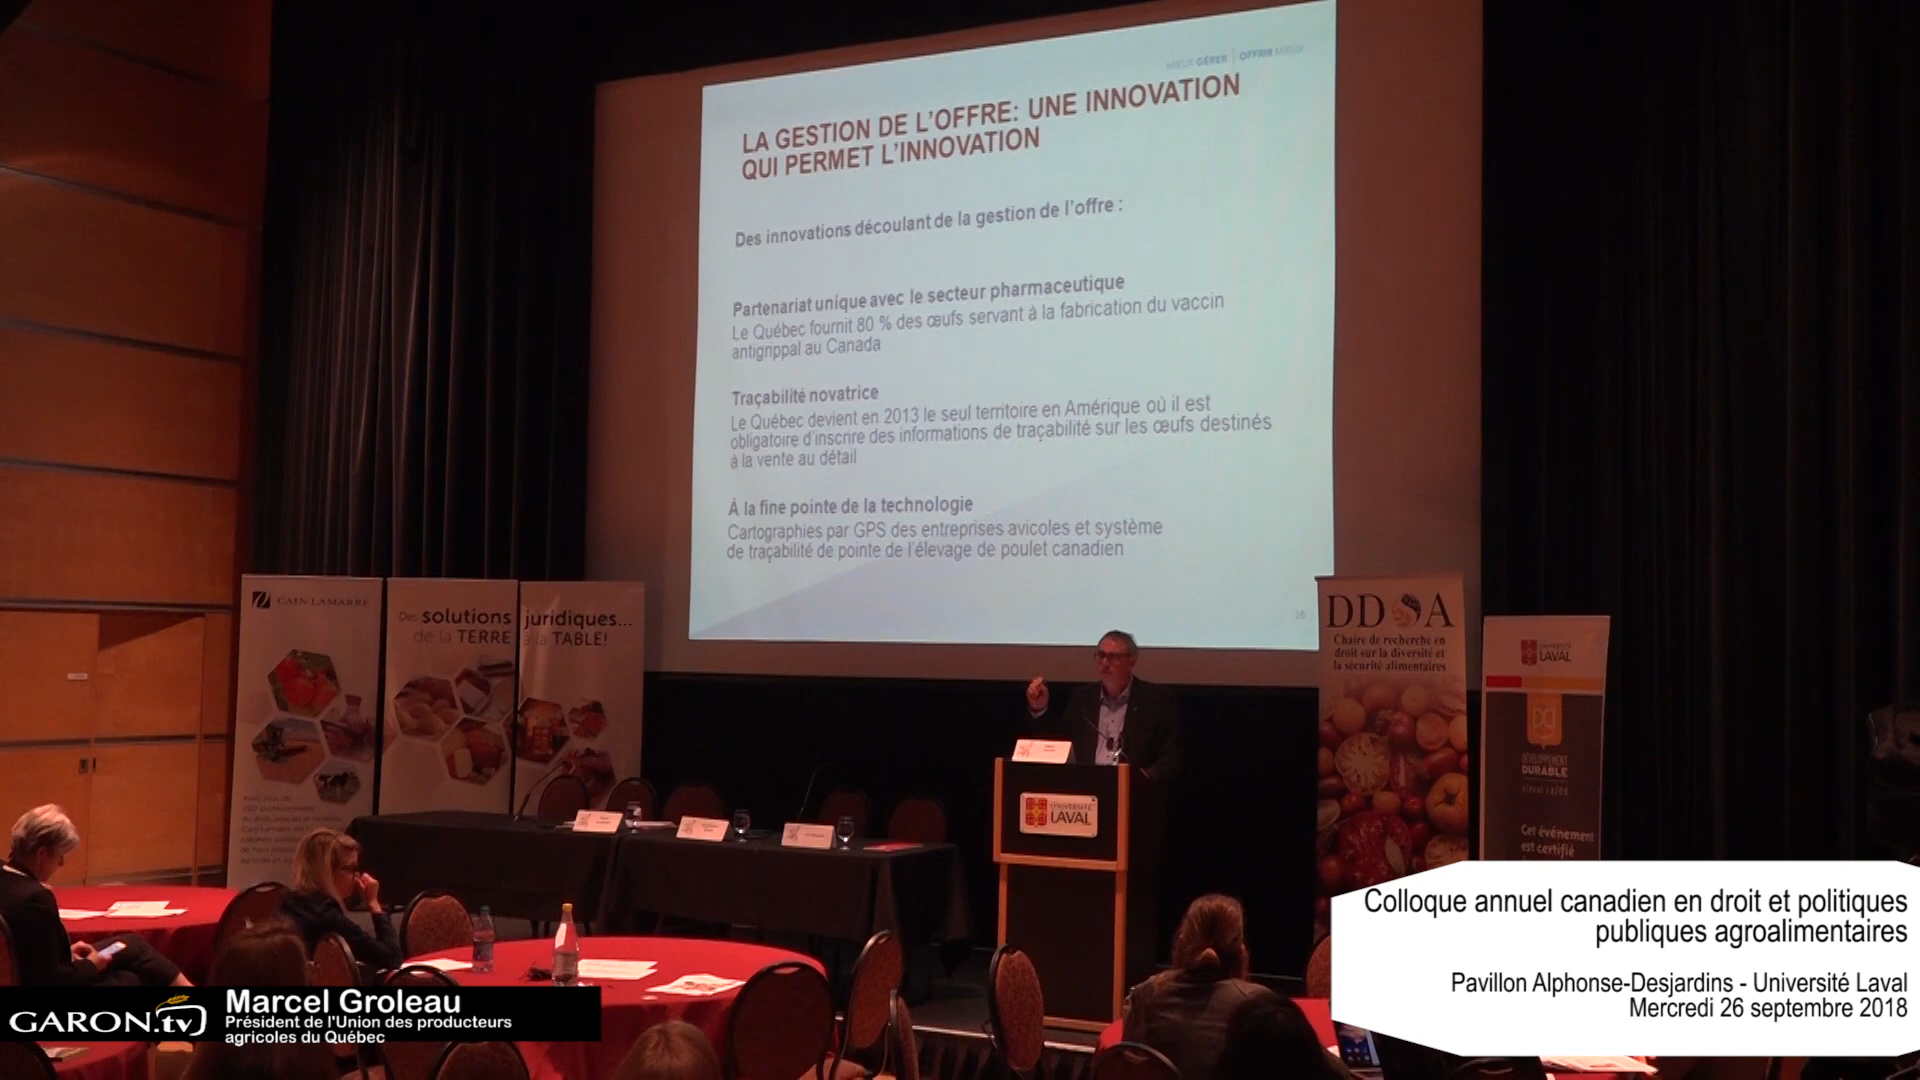 MIEUX GÉRER | OFFRIR MIEUX
LA GESTION DE L'OFFRE: UNE INNOVATION
QUI PERMET L'INNOVATION
Des innovations découlant de la gestion de l'offre :
Partenariat unique avec le secteur pharmaceutique
Le Québec fournit 80 % des œufs servant à la fabrication du vaccin
antigrippal au Canada
Traçabilité novatrice
Le Québec devient en 2013 le seul territoire en Amérique où il est
obligatoire d'inscrire des informations de traçabilité sur les œufs destinés
à la vente au détail
À la fine pointe de la technologie
Cartographies par GPS des entreprises avicoles et système
de traçabilité de pointe de l'élevage de poulet canadien
CAIN LAMARRE
Des solutions juridiques...
de la TERRE à la TABLE!
DDSA
Chaire de recherche en
droit sur la diversité et
la sécurité alimentaires
UNIVERSITÉ
LAVAL
DÉVELOPPEMENT
DURABLE
Cet événement
est certifié
UNIVERSITÉ
LAVAL
Colloque annuel canadien en droit et politiques
publiques agroalimentaires
Pavillon Alphonse-Desjardins - Université Laval
Mercredi 26 septembre 2018
GARON.tv
Marcel Groleau
Président de l'Union des producteurs
agricoles du Québec